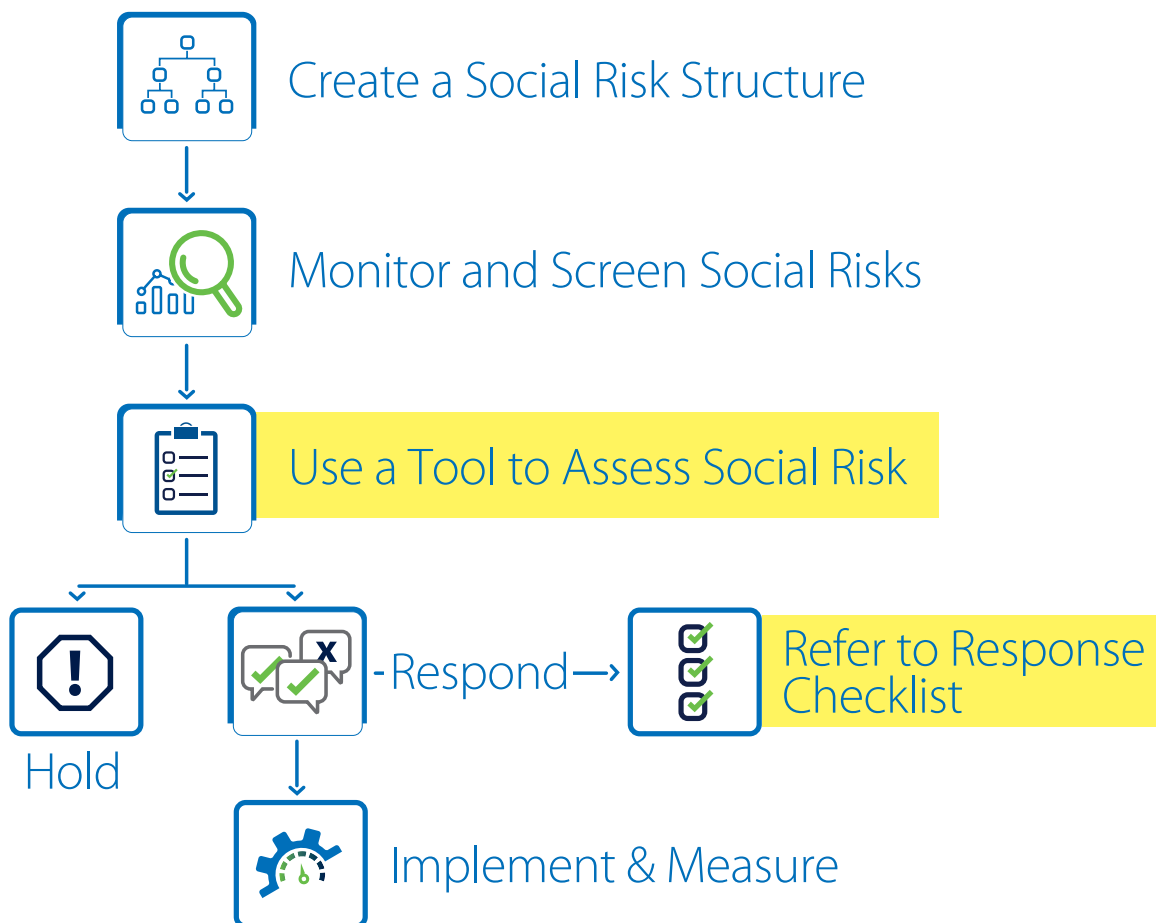 Create a Social Risk Structure
Monitor and Screen Social Risks
Use a Tool to Assess Social Risk
Hold
x
Respond
Refer to Response
Checklist
Implement & Measure